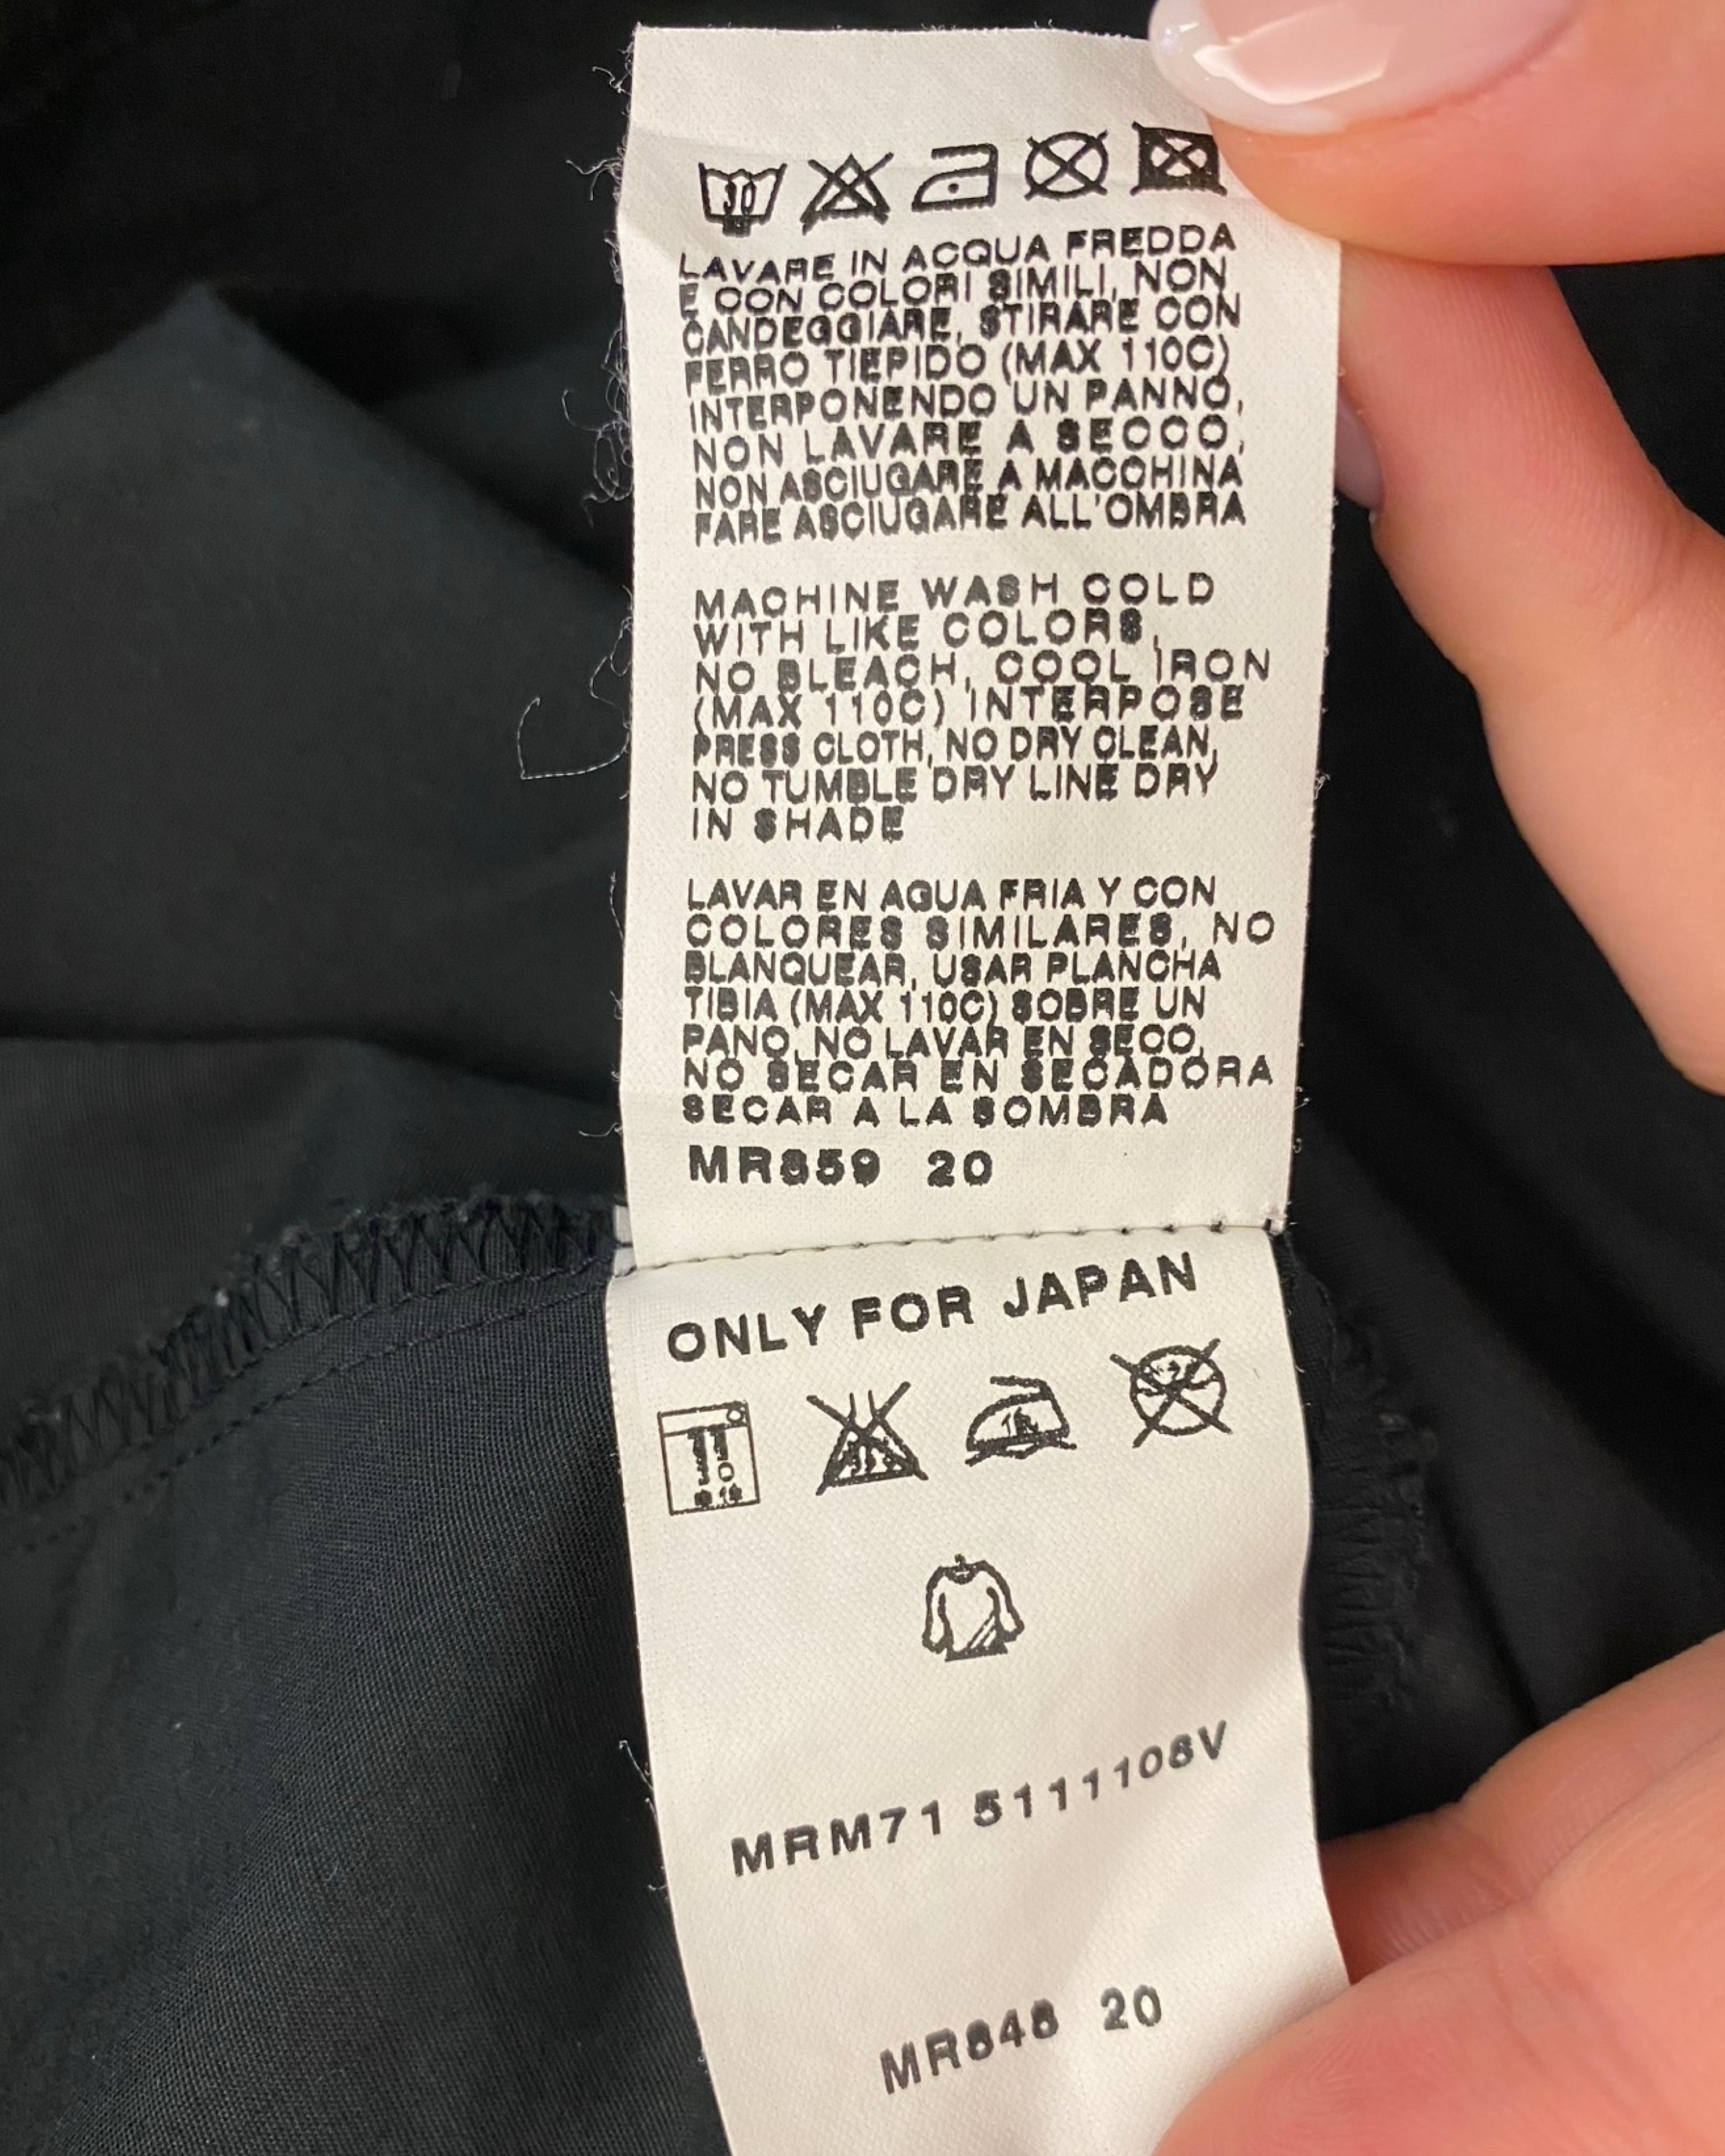 30
LAVARE IN ACQUA FREDDA
E CON COLORI SIMILI, NON
CANDEGGIARE, STIRARE CON
FERRO TIEPIDO (MAX 110C)
INTERPONENDO UN PANNO,
NON LAVARE A SECCO,
NON ASCIUGARE A MACCHINA
FARE ASCIUGARE ALL'OMBRA
MACHINE WASH COLD
WITH LIKE COLORS,
NO BLEACH, COOL IRON
(MAX 110C) INTERPOSE
PRESS CLOTH, NO DRY CLEAN,
NO TUMBLE DRY LINE DRY
IN SHADE
LAVAR EN AGUA FRIA Y CON
COLORES SIMILARES, NO
BLANQUEAR, USAR PLANCHA
TIBIA (MAX 110C) SOBRE UN
PANO, NO LAVAR EN SECO,
NO SECAR EN SECADORA
SECAR A LA SOMBRA
MR859 20
ONLY FOR JAPAN
MRM71 5111108V
MR848 20